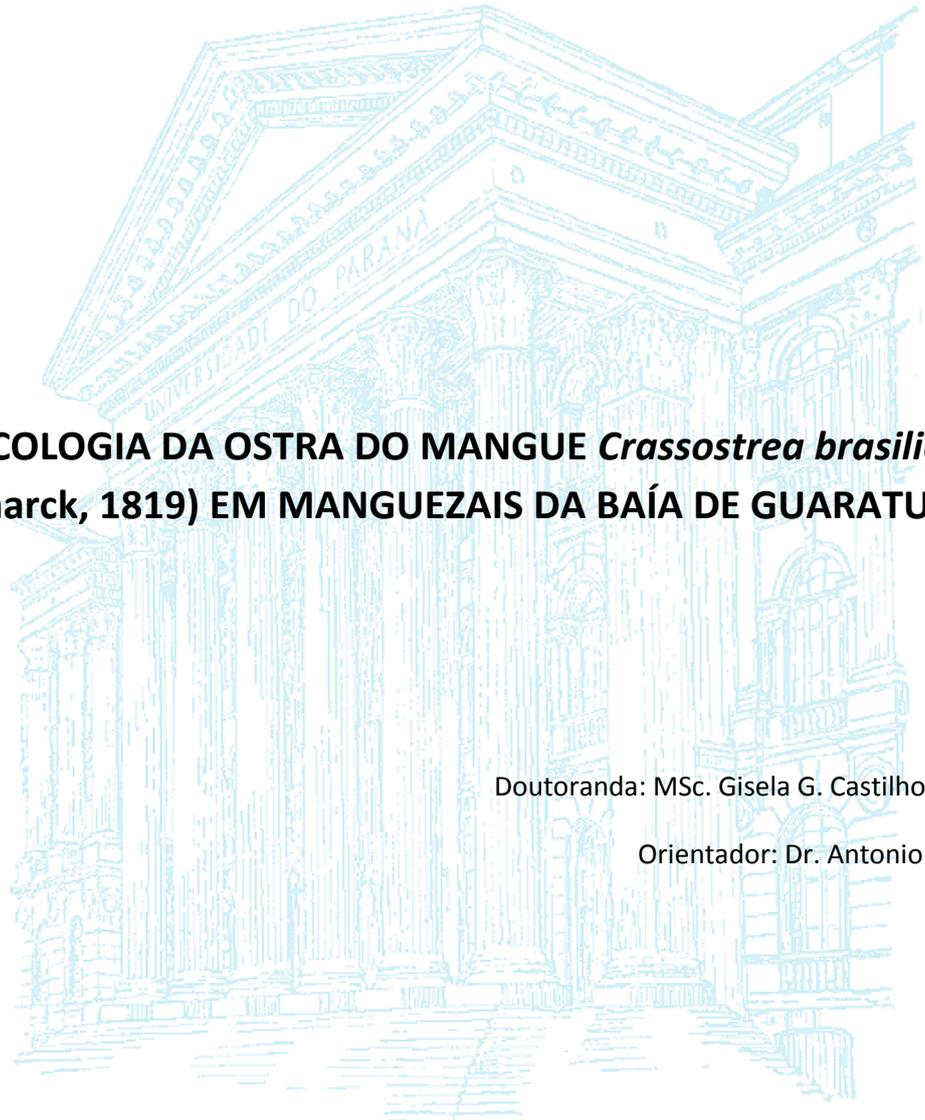 UNIVERSIDADE DO PARANÁ
COLOGIA DA OSTRA DO MANGUE Crassostrea brasili
arck, 1819) EM MANGUEZAIS DA BAÍA DE GUARATU
Doutoranda: MSc. Gisela G. Castilho
Orientador: Dr. Antonio